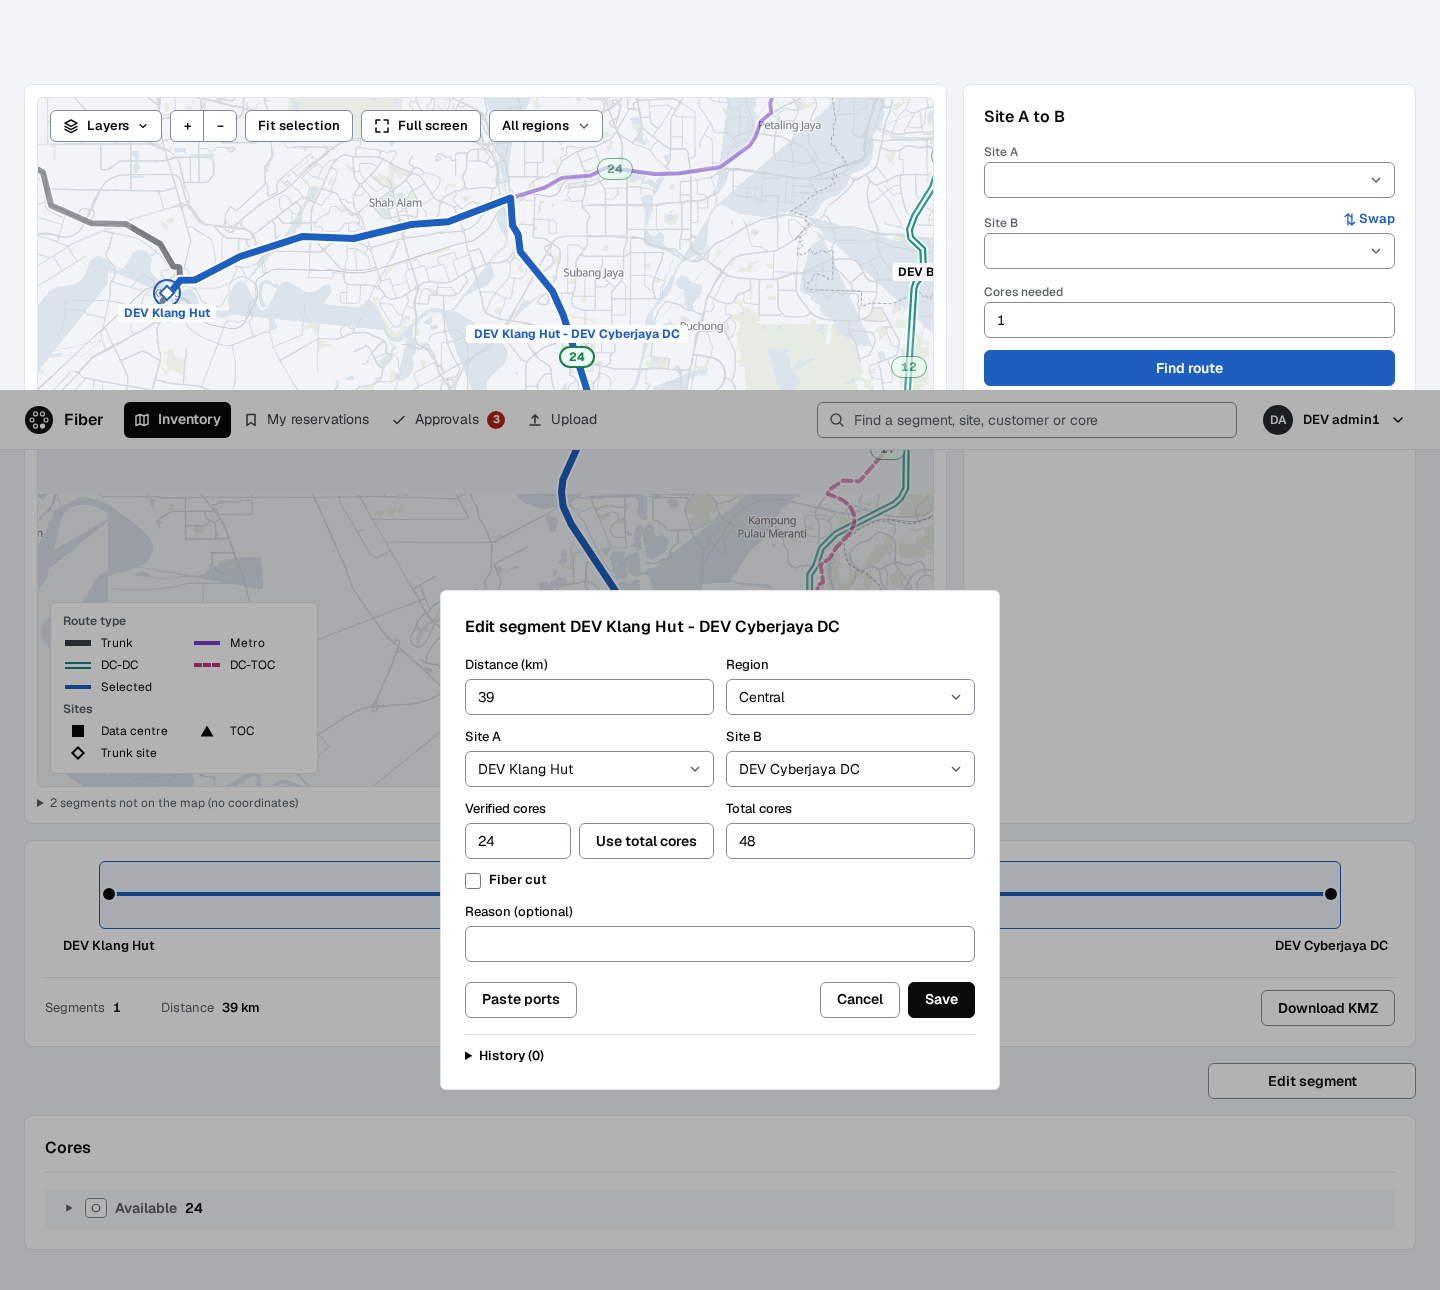 Layers
+
−
Fit selection
Full screen
All regions
Petaling Jaya
24
Shah Alam
Subang Jaya
DEV Klang Hut
DEV B
DEV Klang Hut - DEV Cyberjaya DC
Puchong
24
12
Site A to B
Site A
Site B
Swap
Cores needed
1
Find route
Fiber
Inventory
My reservations
Approvals 3
Upload
Find a segment, site, customer or core
DA
DEV admin1
Kampung
Pulau Meranti
Route type
Trunk
Metro
DC-DC
DC-TOC
Selected
Sites
Data centre
TOC
Trunk site
2 segments not on the map (no coordinates)
Edit segment DEV Klang Hut - DEV Cyberjaya DC
Distance (km)
Region
39
Central
Site A
Site B
DEV Klang Hut
DEV Cyberjaya DC
Verified cores
Total cores
24
Use total cores
48
Fiber cut
Reason (optional)
Paste ports
Cancel
Save
History (0)
DEV Klang Hut
DEV Cyberjaya DC
Segments 1
Distance 39 km
Download KMZ
Edit segment
Cores
Available 24